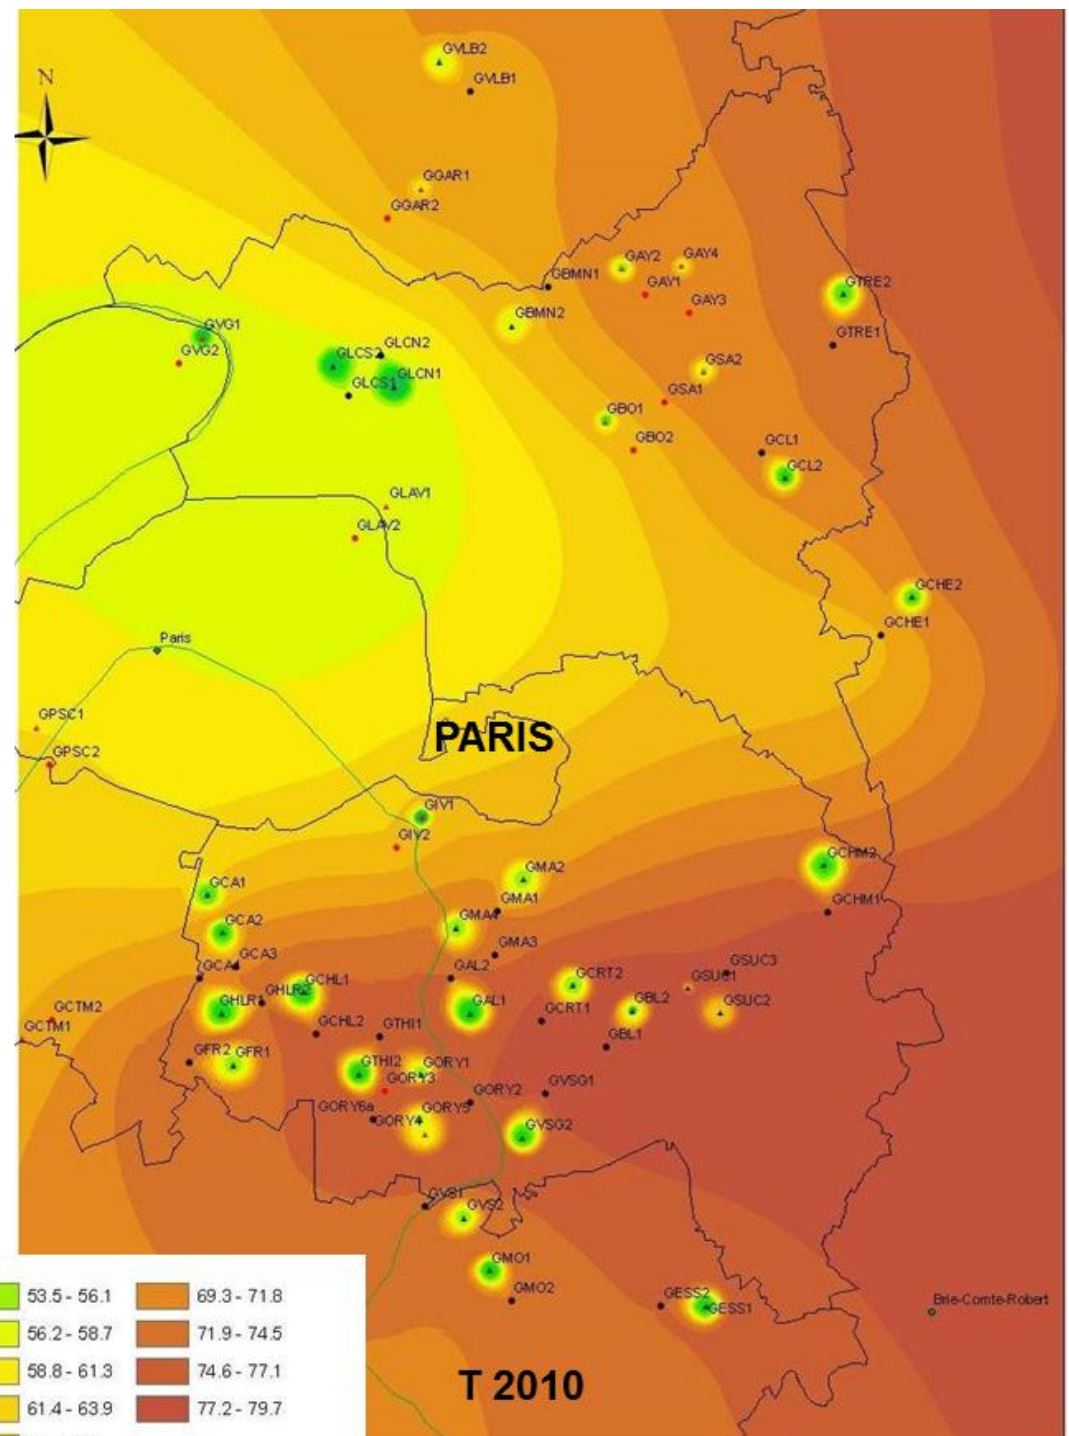 GVLB2
GVLB1
N
GGAR1
GGAR2
GAY2
GAY4
GBMN1
GAY1
GTRE2
GAY3
GBMN2
GVG1
GTRE1
GLCN2
GVG2
GLCS2
GSA2
GLCN1
GLCS1
GSA1
GBO1
GBO2
GCL1
GCL2
GLAV1
GLAV2
GCHE2
GCHE1
Paris
GPSC1
PARIS
GPSC2
GIV1
GIV2
GCHM2
GMA2
GCA1
GMA1
GCHM1
GMA4
GCA2
GMA3
GCA3
GSUC3
GCA4
GAL2
GCRT2
GSUC1
GCHL1
GHLR2
GHLR1
GAL1
GBL2
GSUC2
GCTM2
GCRT1
GCTM1
GCHL2
GTHI1
GBL1
GFR2
GFR1
GTHI2
GORY1
GORY3
GVSG1
GORY2
GORY6a
GORY5
GORY4
GVSG2
GVS1
GVS2
GMO1
GMO2
GESS2
GESS1
Brie-Comte-Robert
53.5 - 56.1
69.3 - 71.8
56.2 - 58.7
71.9 - 74.5
58.8 - 61.3
74.6 - 77.1
61.4 - 63.9
77.2 - 79.7
T 2010